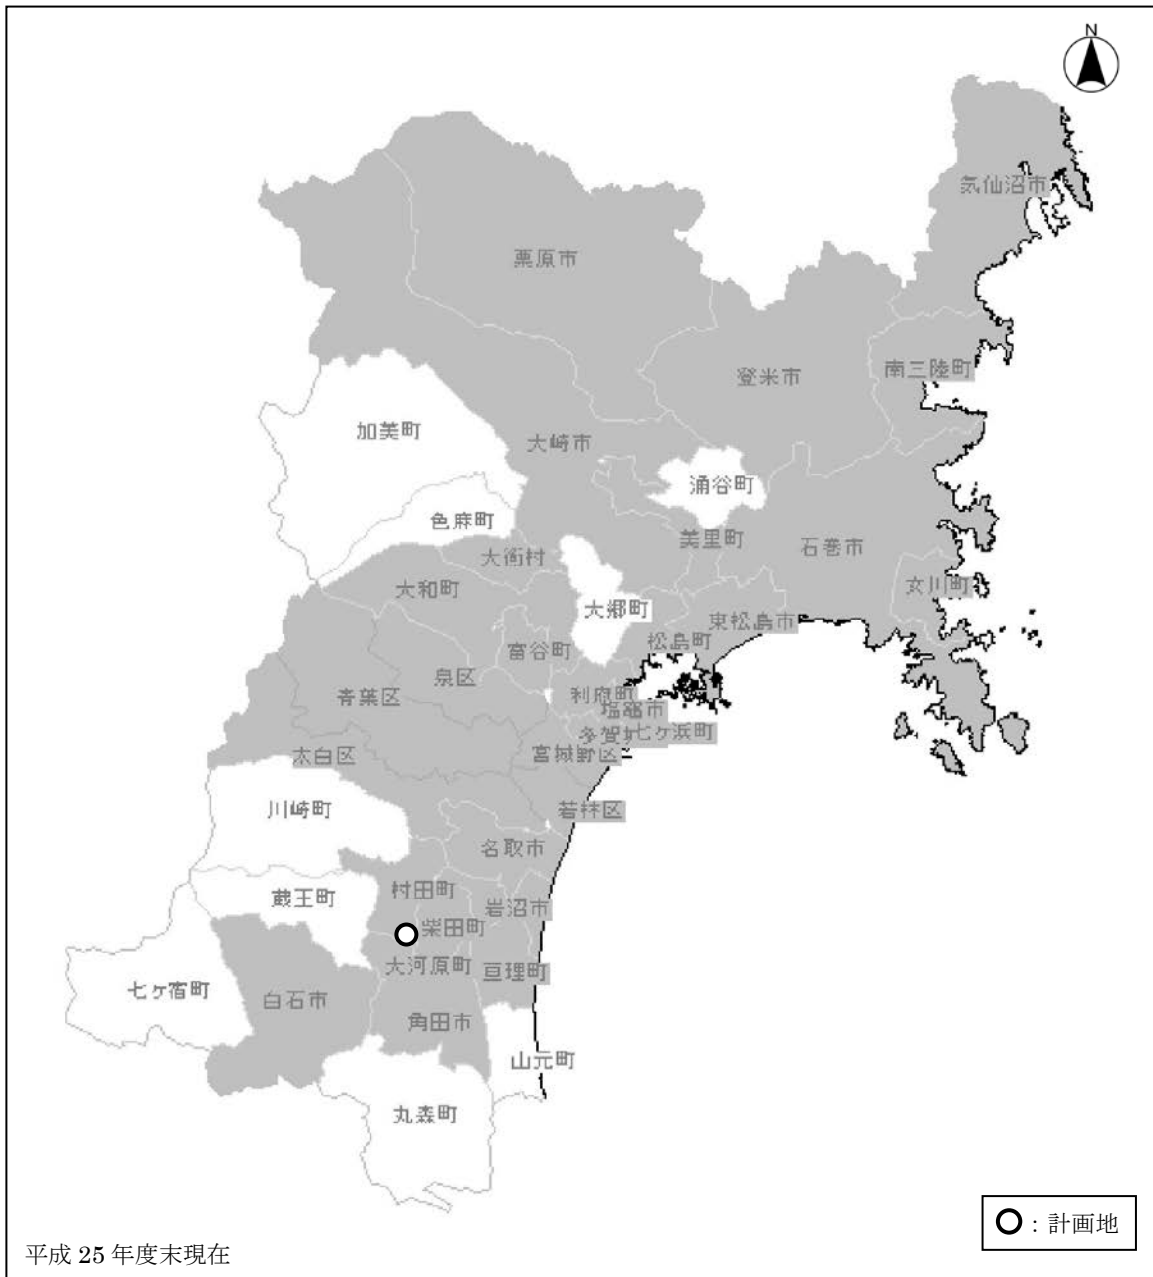 N
気仙沼市
栗原市
南三陸町
登米市
加美町
大崎市
涌谷町
色麻町
美里町
石巻市
大衡村
女川町
大和町
大郷町
東松島市
松島町
富谷町
泉区
青葉区
利府町
塩竈市
多賀
七ヶ浜町
宮城野区
太白区
川崎町
若林区
名取市
村田町
蔵王町
岩沼市
柴田町
大河原町
亘理町
七ヶ宿町
白石市
角田市
山元町
丸森町
：計画地
平成 25 年度末現在